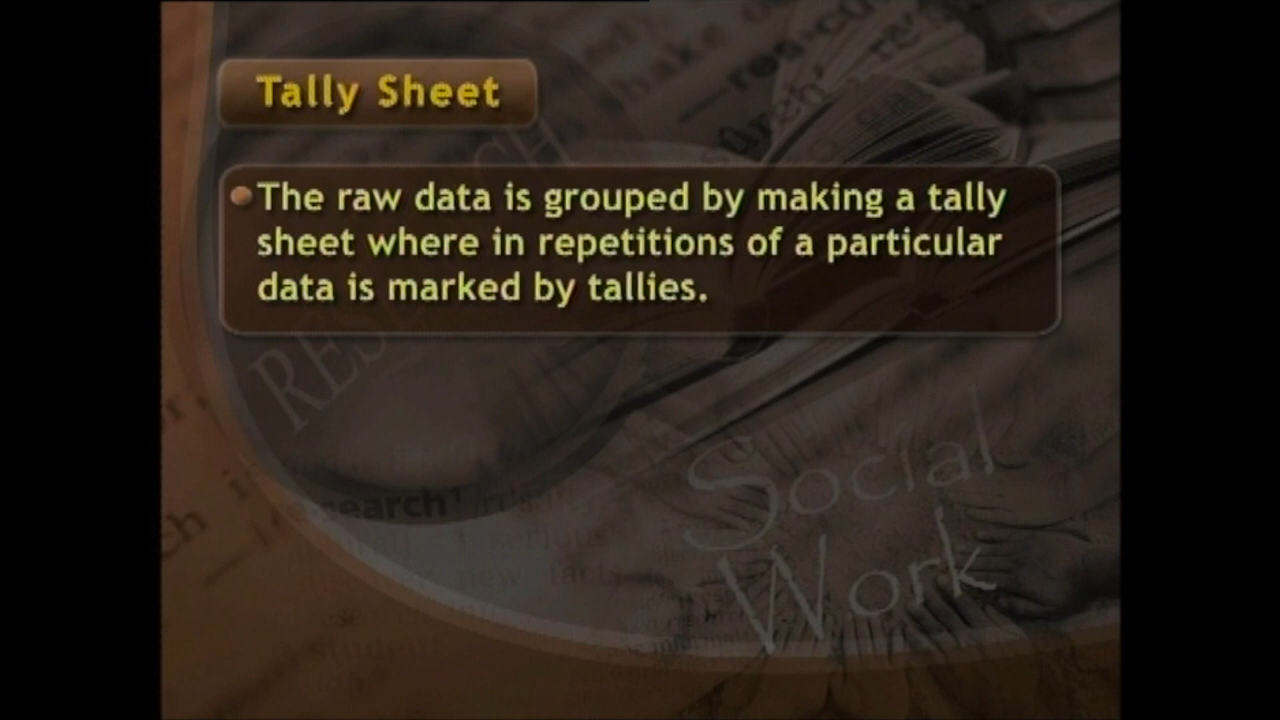 Tally Sheet
The raw data is grouped by making a tally
sheet where in repetitions of a particular
data is marked by tallies.
RESEARCH
Social
Work